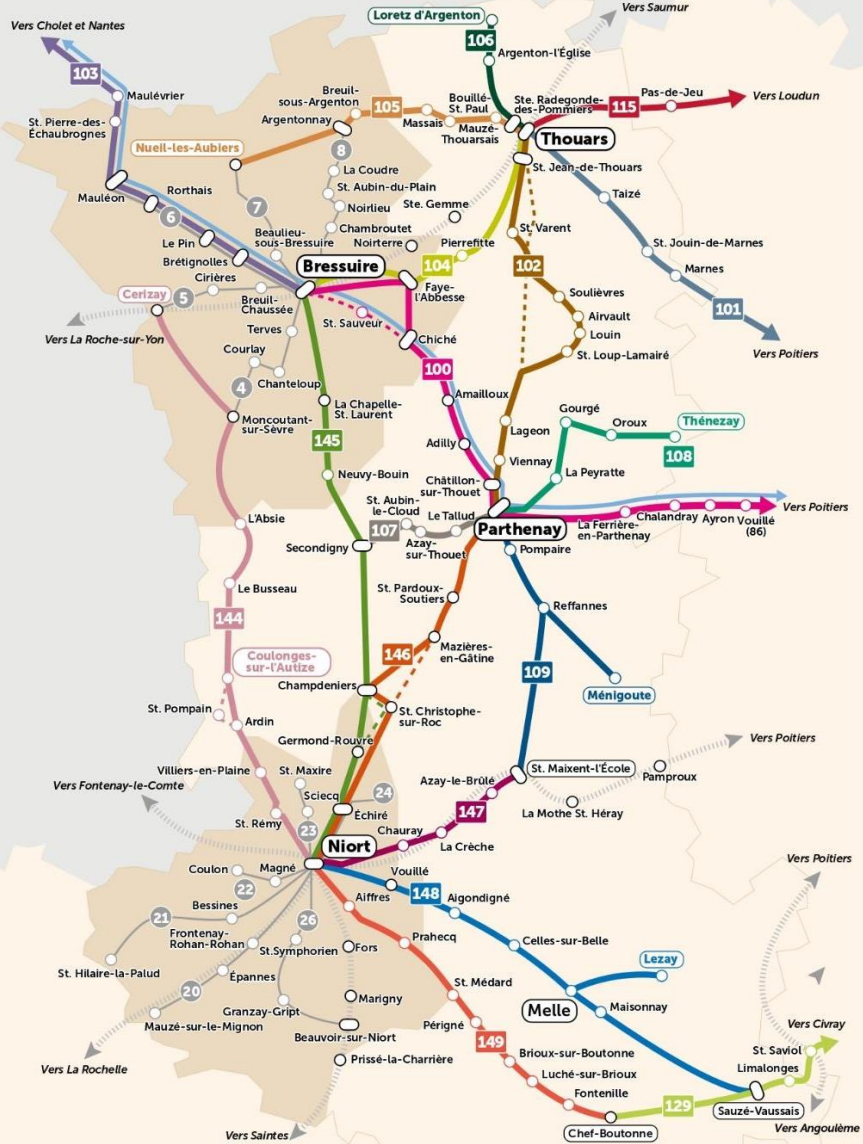 Vers Saumur
Loretz d'Argenton
Vers Cholet et Nantes
106
Argenton-l'Église
103
Maulévrier
Breuil-
sous-Argenton
105
Bouillé-
St. Paul
Ste. Radegonde-
des-Pommiers
115
Pas-de-Jeu
Vers Loudun
St. Pierre-des-
Échaubrognes
Argentonnay
Massais
Mauzé-
Thouarsais
Thouars
Nueil-les-Aubiers
8
St. Jean-de-Thouars
La Coudre
Mauléon
Rorthais
St. Aubin-du-Plain
Taizé
7
Noirlieu
Ste. Gemme
6
Chambroutet
St. Varent
Le Pin
Beaulieu-
sous-Bressuire
Noirterre
Pierrefitte
St. Jouin-de-Marnes
Brétignolles
Bressuire
104
102
Marnes
Cirières
Faye-
l'Abbesse
Soulièvres
Cerizay
5
Breuil-
Chaussée
101
St. Sauveur
Airvault
Vers La Roche-sur-Yon
Terves
Chiché
Louin
Courlay
St. Loup-Lamairé
Vers Poitiers
4
Chanteloup
100
Moncoutant-
sur-Sèvre
La Chapelle-
St. Laurent
Amailloux
Gourgé
Oroux
Thénezay
145
Adilly
Lageon
108
Neuvy-Bouin
Châtillon-
sur-Thouet
Viennay
La Peyratte
St. Aubin-
le-Cloud
Le Tallud
Vers Poitiers
L'Absie
107
Parthenay
La Ferrière-
en-Parthenay
Chalandray
Ayron
Vouillé
(86)
Secondigny
Azay-
sur-Thouet
Pompaire
Le Busseau
St. Pardoux-
Soutiers
Reffannes
144
Mazières-
en-Gâtine
146
Coulonges-
sur-l'Autize
109
Champdeniers
Ménigoute
St. Pompain
Ardin
St. Christophe-
sur-Roc
Germond-Rouvre
Vers Poitiers
Villiers-en-Plaine
St. Maxire
Azay-le-Brûlé
St. Maixent-l'École
Pamproux
Vers Fontenay-le-Comte
Sciecq
24
147
La Mothe St. Héray
St. Rémy
23
Échiré
Chauray
La Crèche
Niort
Coulon
Magné
Vouillé
Vers Poitiers
22
148
Bessines
Aiffres
Aigondigné
21
26
Frontenay-
Rohan-Rohan
St.Symphorien
Fors
Prahecq
Celles-sur-Belle
St. Hilaire-la-Palud
Épannes
Lezay
20
St. Médard
Granzay-Gript
Marigny
Melle
Maisonnay
Mauzé-sur-le-Mignon
Périgné
Vers Civray
Beauvoir-sur-Niort
149
St. Saviol
Prissé-la-Charrière
Brioux-sur-Boutonne
Limalonges
Vers La Rochelle
Luché-sur-Brioux
Fontenille
129
Sauzé-Vaussais
Vers Saintes
Chef-Boutonne
Vers Angoulême